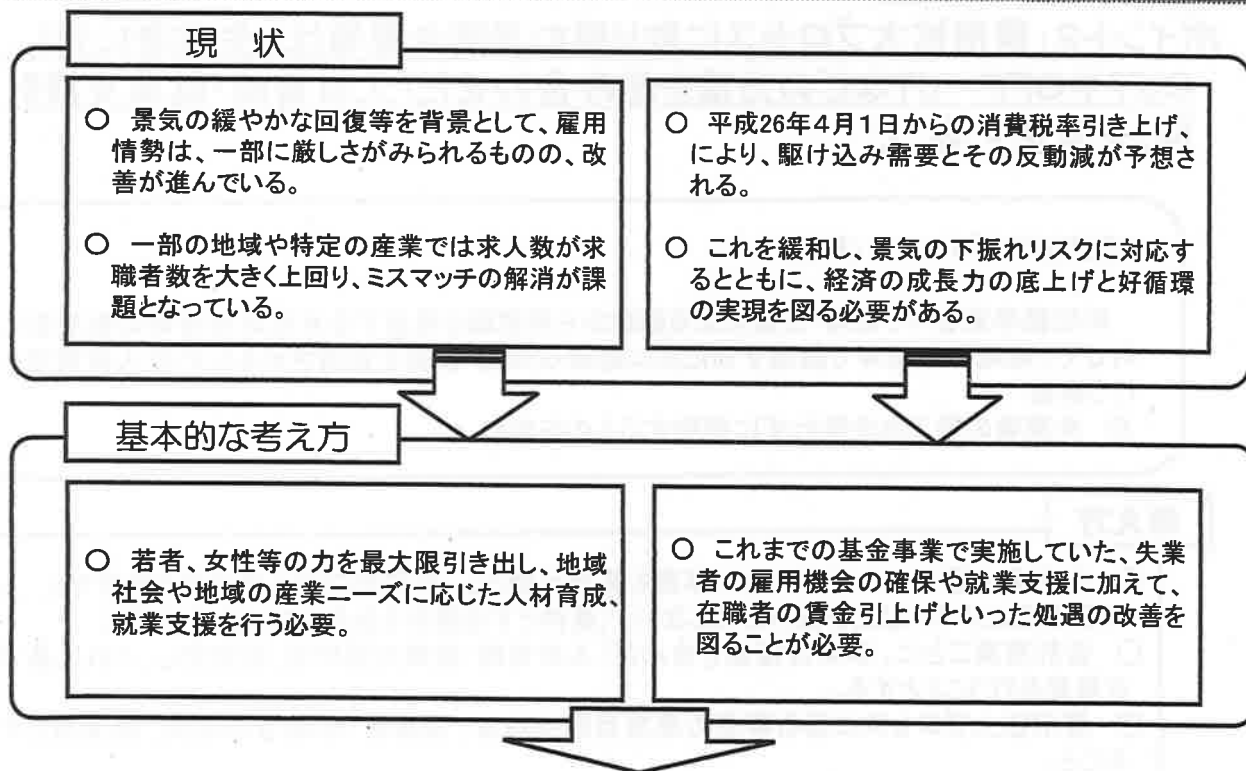 現 状
○ 景気の緩やかな回復等を背景として、雇用
情勢は、一部に厳しさがみられるものの、改
善が進んでいる。
○ 一部の地域や特定の産業では求人数が求
職者数を大きく上回り、ミスマッチの解消が課
題となっている。
○ 平成26年4月1日からの消費税率引き上げ、
により、駆け込み需要とその反動減が予想さ
れる。
○ これを緩和し、景気の下振れリスクに対応す
るとともに、経済の成長力の底上げと好循環
の実現を図る必要がある。
基本的な考え方
○ 若者、女性等の力を最大限引き出し、地域
社会や地域の産業ニーズに応じた人材育成、
就業支援を行う必要。
○ これまでの基金事業で実施していた、失業
者の雇用機会の確保や就業支援に加えて、
在職者の賃金引上げといった処遇の改善を
図ることが必要。